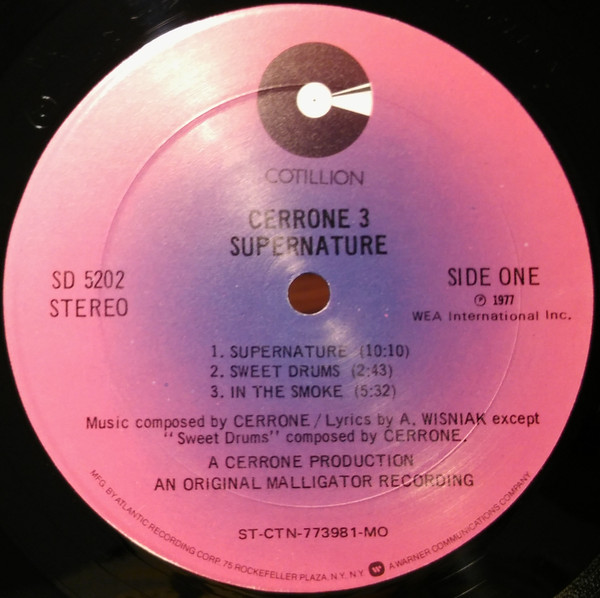 COTILLION
CERRONE 3
SUPERNATURE
SD 5202
STEREO
SIDE ONE
Ⓟ 1977
WEA International Inc.
1. SUPERNATURE (10:10)
2. SWEET DRUMS (2:43)
3. IN THE SMOKE (5:32)
Music composed by CERRONE/Lyrics by A. WISNIAK except
"Sweet Drums" composed by CERRONE.
A CERRONE PRODUCTION
AN ORIGINAL MALLIGATOR RECORDING
ST-CTN-773981-MO
MFG. BY ATLANTIC RECORDING CORP. 75 ROCKEFELLER PLAZA, N.Y. N.Y. A WARNER COMMUNICATIONS COMPANY